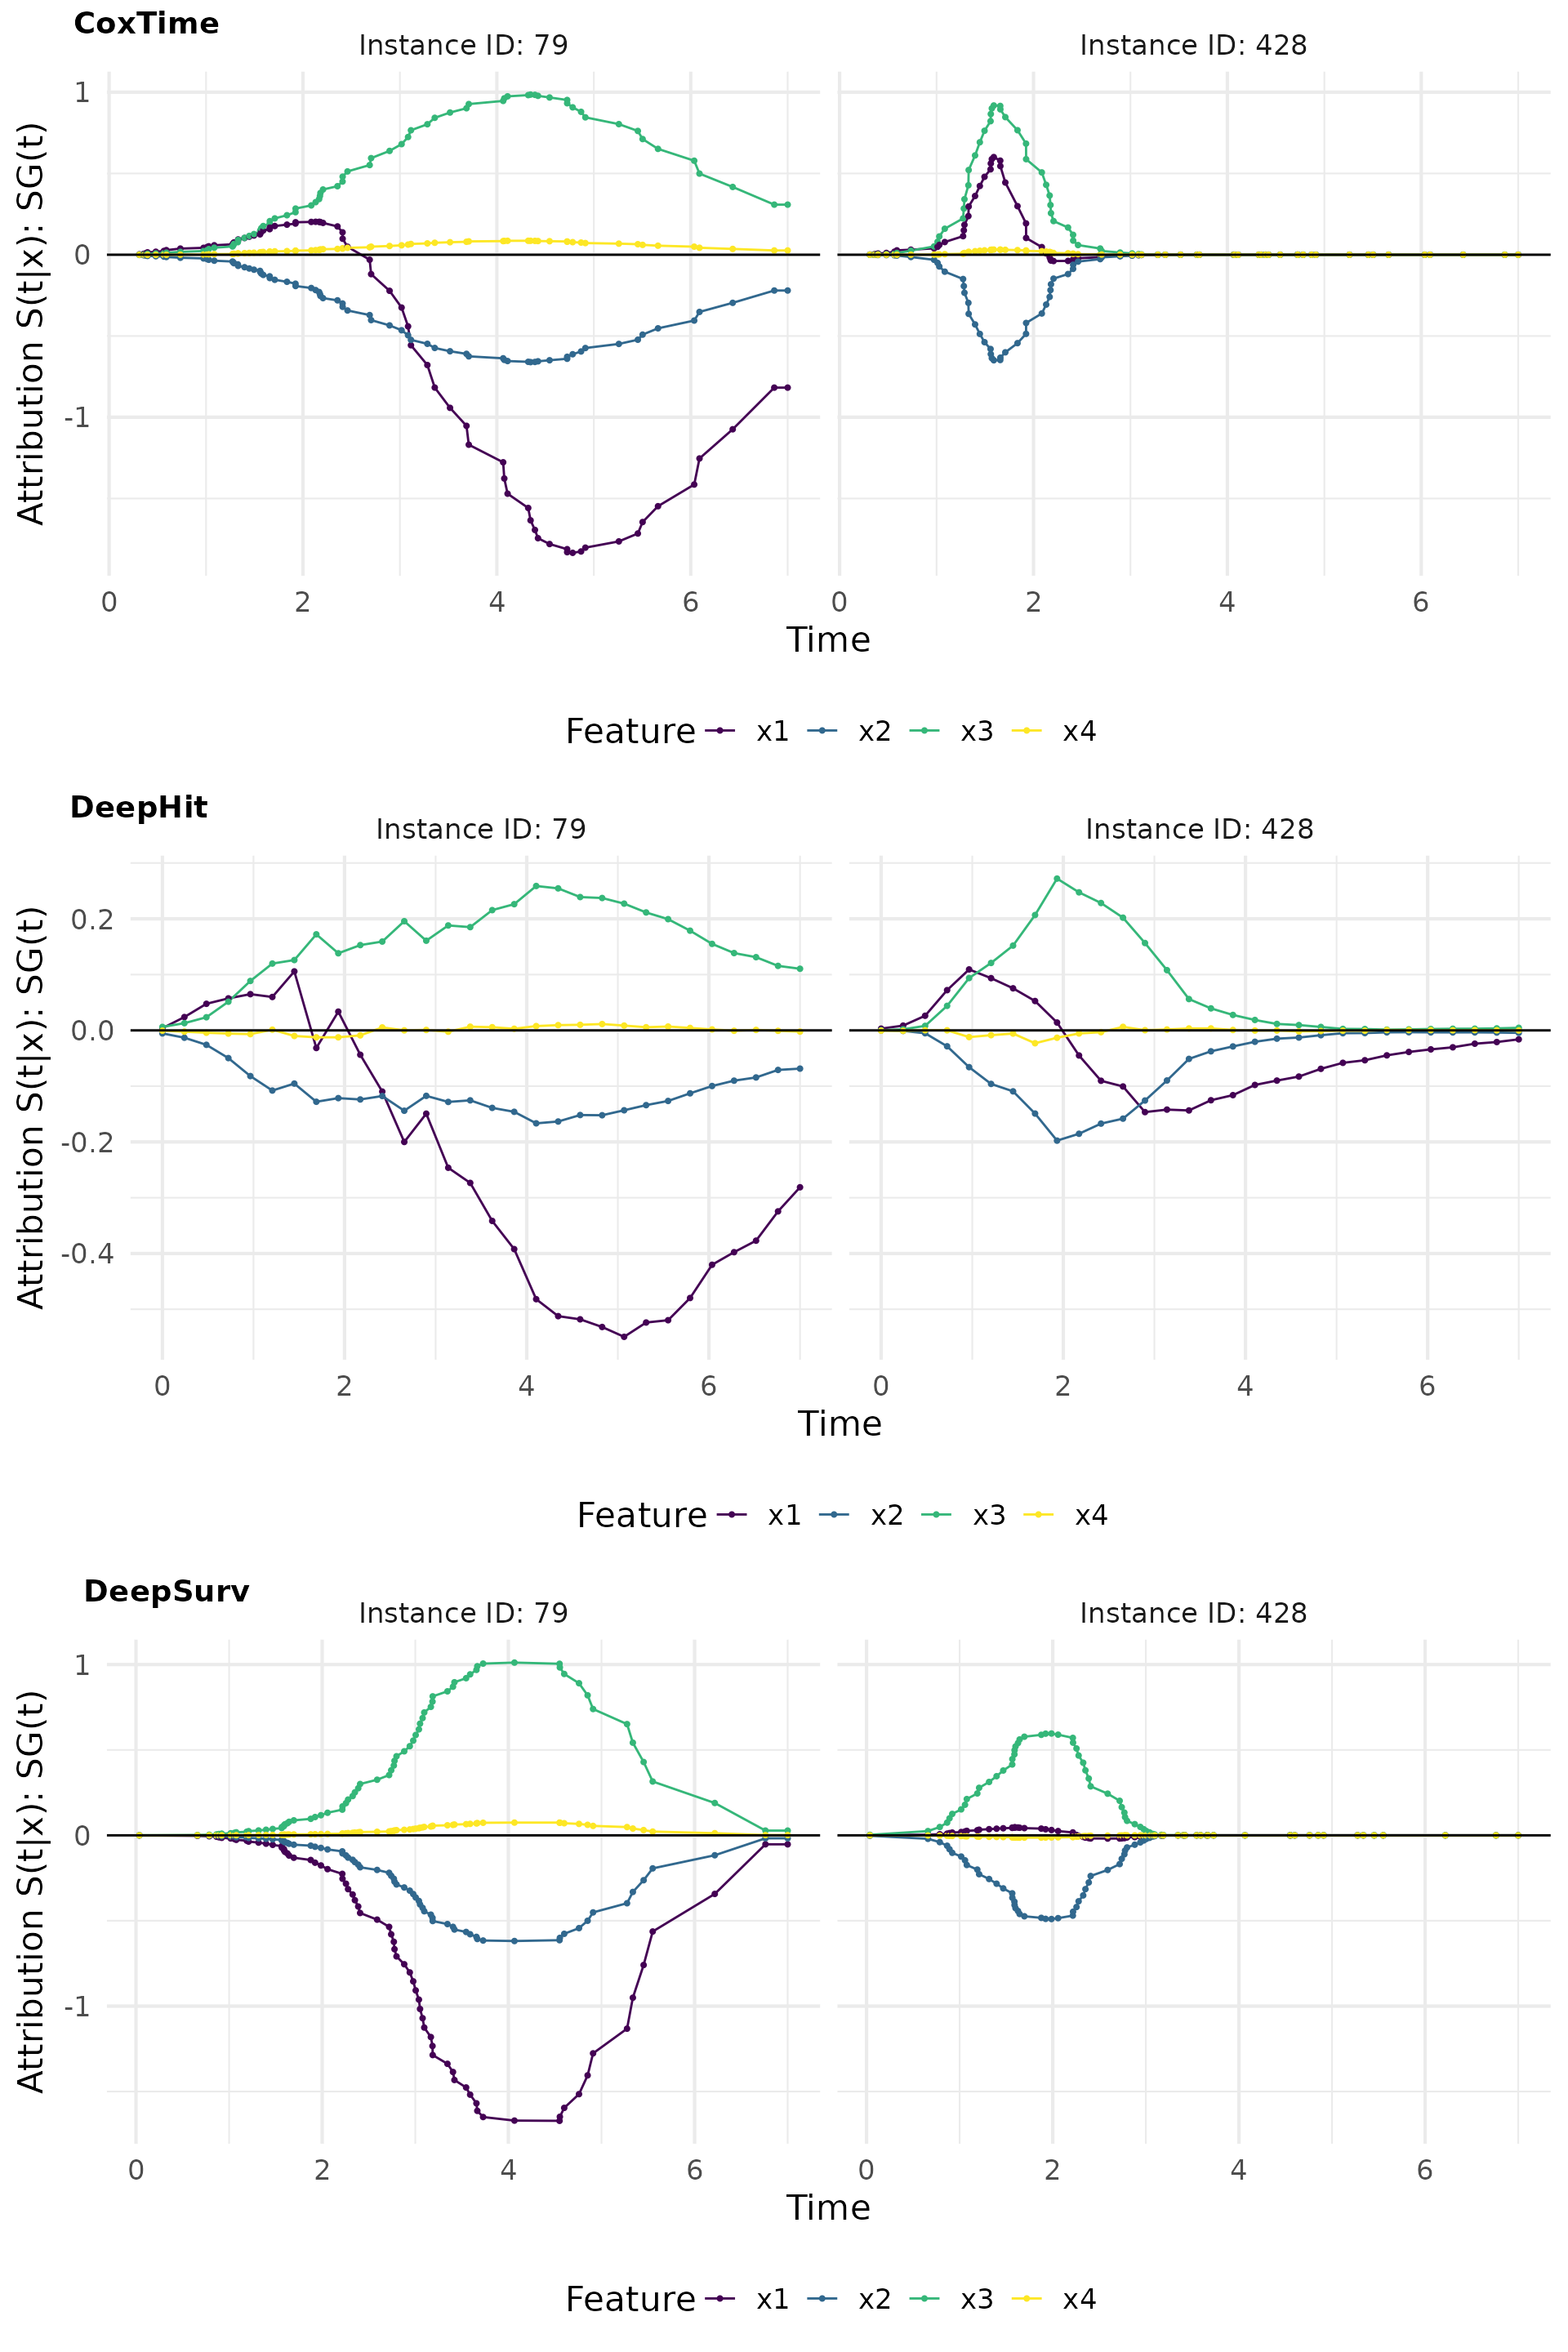 CoxTime
Instance ID: 79
Instance ID: 428
Attribution S(t|x): SG(t)
1
0
-1
0 2 4 6
0 2 4 6
Time
Feature x1 x2 x3 x4
DeepHit
Instance ID: 79
Instance ID: 428
Attribution S(t|x): SG(t)
0.2
0.0
-0.2
-0.4
0 2 4 6
0 2 4 6
Time
Feature x1 x2 x3 x4
DeepSurv
Instance ID: 79
Instance ID: 428
Attribution S(t|x): SG(t)
1
0
-1
0 2 4 6
0 2 4 6
Time
Feature x1 x2 x3 x4